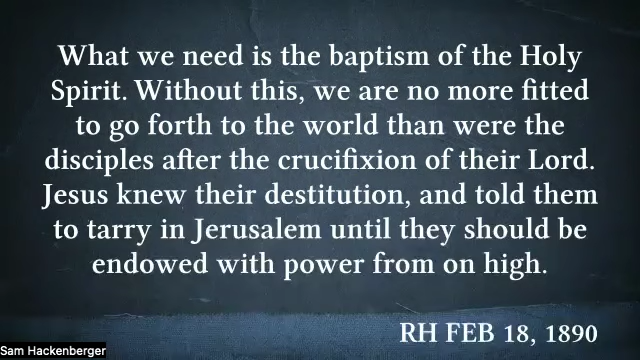 What we need is the baptism of the Holy
Spirit. Without this, we are no more fitted
to go forth to the world than were the
disciples after the crucifixion of their Lord.
Jesus knew their destitution, and told them
to tarry in Jerusalem until they should be
endowed with power from on high.
RH FEB 18, 1890
Sam Hackenberger